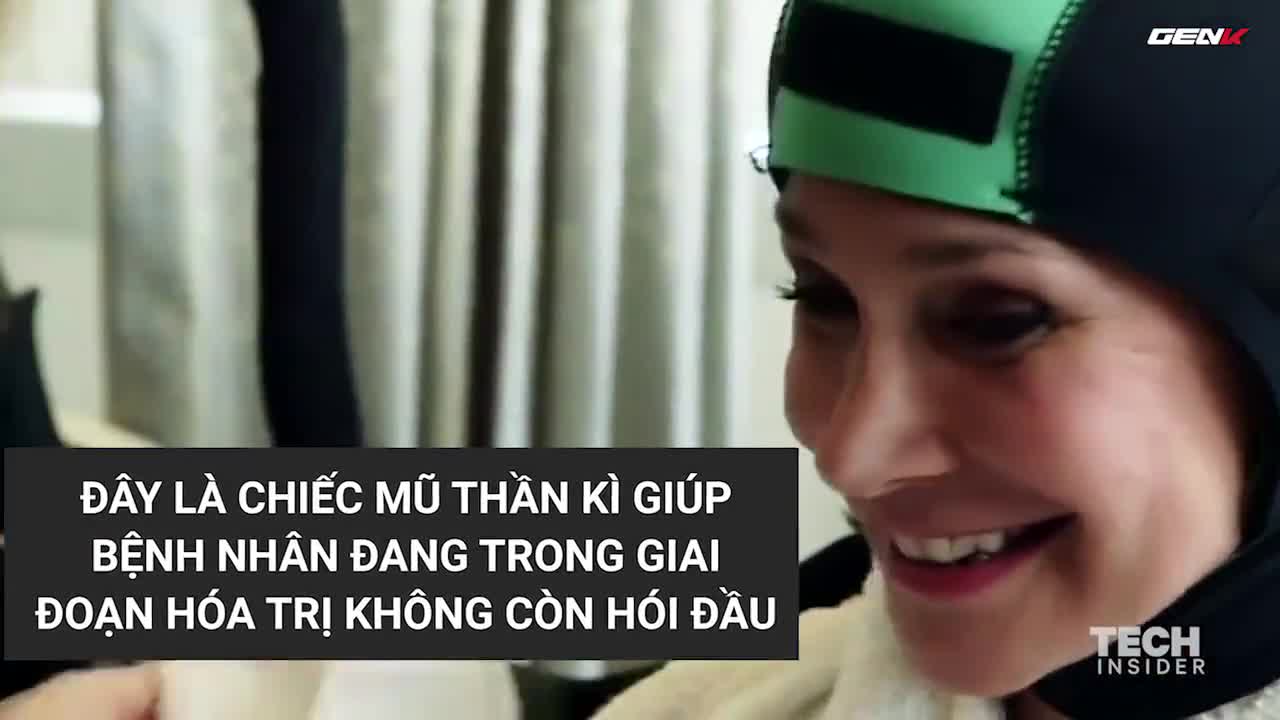 GENK
ĐÂY LÀ CHIẾC MŨ THẦN KÌ GIÚP
BỆNH NHÂN ĐANG TRONG GIAI
ĐOẠN HÓA TRỊ KHÔNG CÒN HÓI ĐẦU
TECH
INSIDER